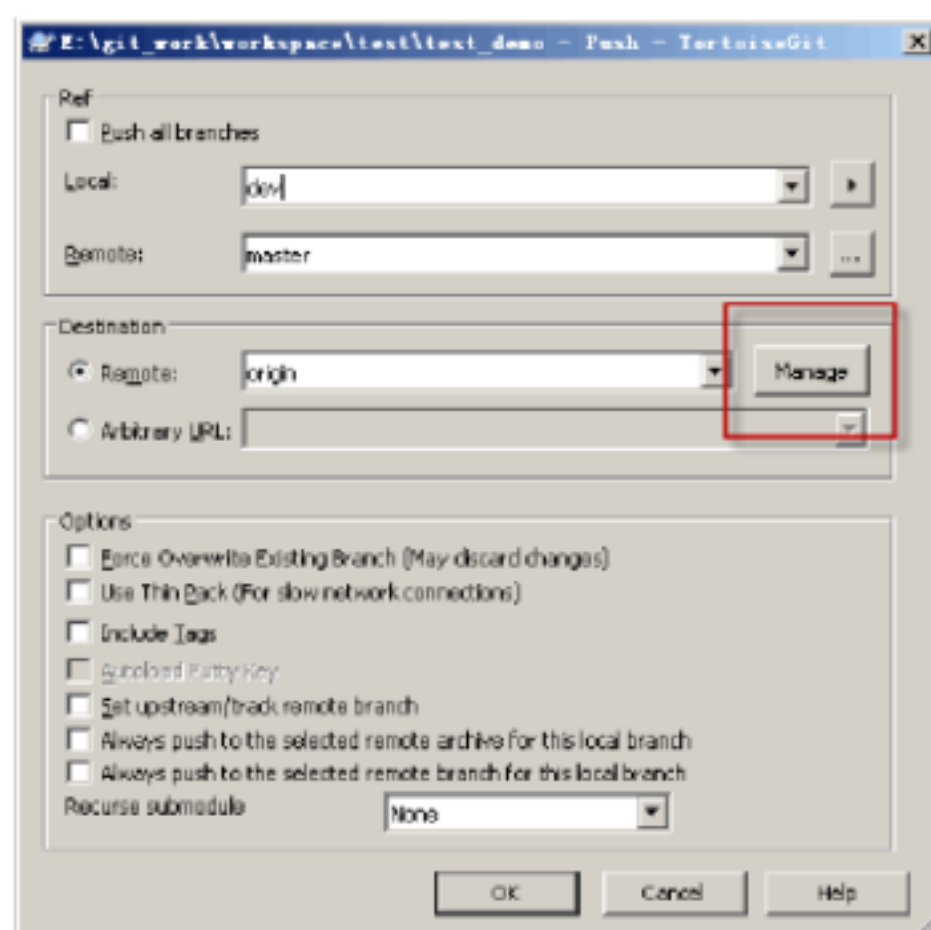 E:\git_work\workspace\test\test_demo - Push - TortoiseGit
Ref
Push all branches
Local:
dev
Remote:
master
Destination
Remote:
origin
Manage
Arbitrary URL:
Options
Force Overwrite Existing Branch (May discard changes)
Use Thin Pack (For slow network connections)
Include Tags
Autoload Putty Key
Set upstream/track remote branch
Always push to the selected remote archive for this local branch
Always push to the selected remote branch for this local branch
Recurse submodule
None
OK
Cancel
Help